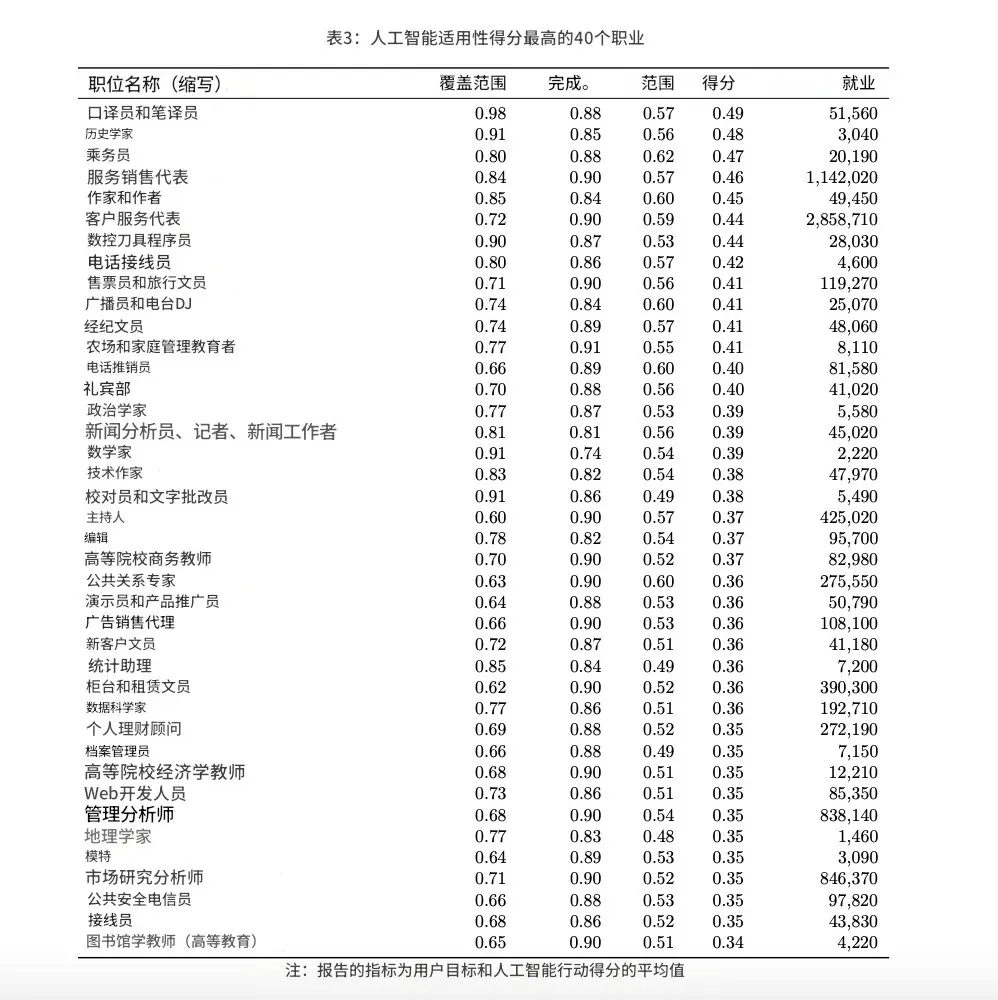 表3：人工智能适用性得分最高的40个职业
职位名称（缩写） 覆盖范围 完成。 范围 得分 就业
口译员和笔译员 0.98 0.88 0.57 0.49 51,560
历史学家 0.91 0.85 0.56 0.48 3,040
乘务员 0.80 0.88 0.62 0.47 20,190
服务销售代表 0.84 0.90 0.57 0.46 1,142,020
作家和作者 0.85 0.84 0.60 0.45 49,450
客户服务代表 0.72 0.90 0.59 0.44 2,858,710
数控刀具程序员 0.90 0.87 0.53 0.44 28,030
电话接线员 0.80 0.86 0.57 0.42 4,600
售票员和旅行文员 0.71 0.90 0.56 0.41 119,270
广播员和电台DJ 0.74 0.84 0.60 0.41 25,070
经纪文员 0.74 0.89 0.57 0.41 48,060
农场和家庭管理教育者 0.77 0.91 0.55 0.41 8,110
电话推销员 0.66 0.89 0.60 0.40 81,580
礼宾部 0.70 0.88 0.56 0.40 41,020
政治学家 0.77 0.87 0.53 0.39 5,580
新闻分析员、记者、新闻工作者 0.81 0.81 0.56 0.39 45,020
数学家 0.91 0.74 0.54 0.39 2,220
技术作家 0.83 0.82 0.54 0.38 47,970
校对员和文字批改员 0.91 0.86 0.49 0.38 5,490
主持人 0.60 0.90 0.57 0.37 425,020
编辑 0.78 0.82 0.54 0.37 95,700
高等院校商务教师 0.70 0.90 0.52 0.37 82,980
公共关系专家 0.63 0.90 0.60 0.36 275,550
演示员和产品推广员 0.64 0.88 0.53 0.36 50,790
广告销售代理 0.66 0.90 0.53 0.36 108,100
新客户文员 0.72 0.87 0.51 0.36 41,180
统计助理 0.85 0.84 0.49 0.36 7,200
柜台和租赁文员 0.62 0.90 0.52 0.36 390,300
数据科学家 0.77 0.86 0.51 0.36 192,710
个人理财顾问 0.69 0.88 0.52 0.35 272,190
档案管理员 0.66 0.88 0.49 0.35 7,150
高等院校经济学教师 0.68 0.90 0.51 0.35 12,210
Web开发人员 0.73 0.86 0.51 0.35 85,350
管理分析师 0.68 0.90 0.54 0.35 838,140
地理学家 0.77 0.83 0.48 0.35 1,460
模特 0.64 0.89 0.53 0.35 3,090
市场研究分析师 0.71 0.90 0.52 0.35 846,370
公共安全电信员 0.66 0.88 0.53 0.35 97,820
接线员 0.68 0.86 0.52 0.35 43,830
图书馆学教师（高等教育） 0.65 0.90 0.51 0.34 4,220
注：报告的指标为用户目标和人工智能行动得分的平均值